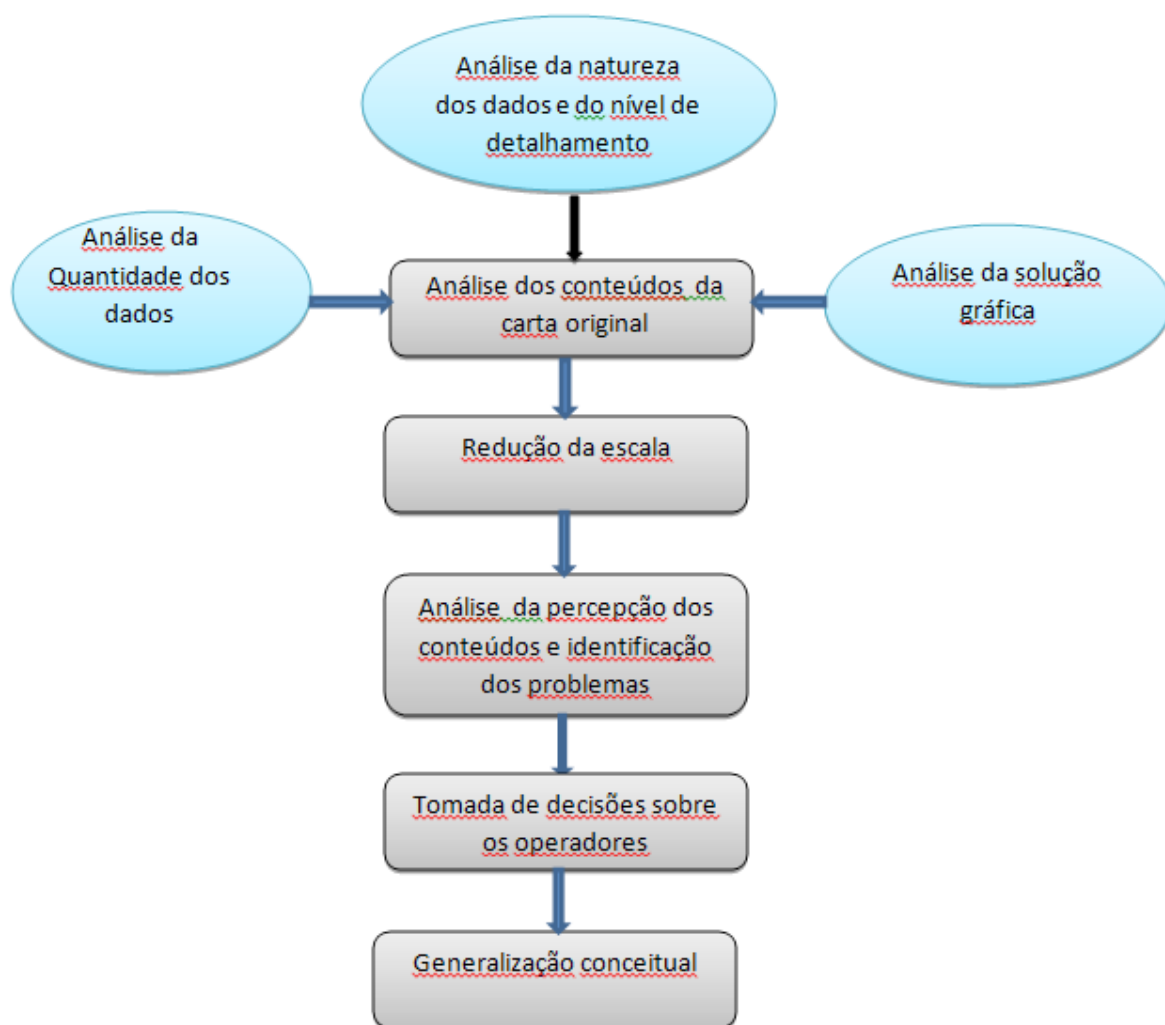 Análise da natureza
dos dados e do nível de
detalhamento
Análise da
Quantidade dos
dados
Análise dos conteúdos da
carta original
Análise da solução
gráfica
Redução da escala
Análise da percepção dos
conteúdos e identificação
dos problemas
Tomada de decisões sobre
os operadores
Generalização conceitual